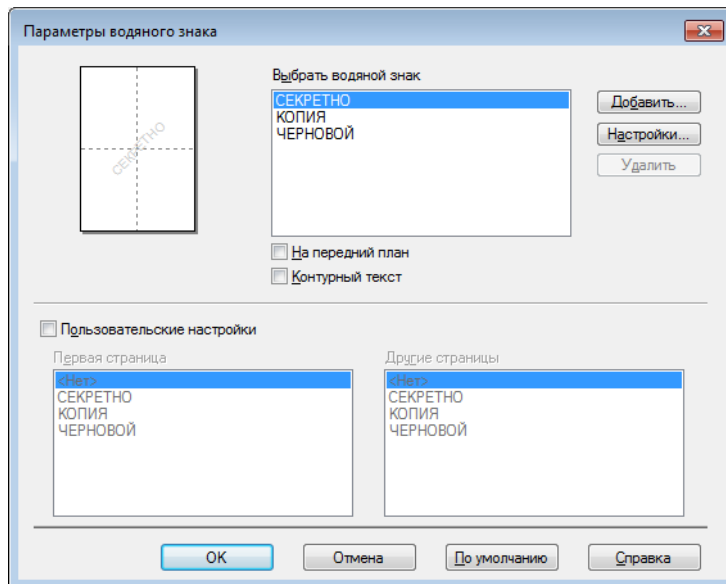 Параметры водяного знака
Выбрать водяной знак
СЕКРЕТНО
КОПИЯ
ЧЕРНОВОЙ
Добавить...
Настройки...
Удалить
СЕКРЕТНО
На передний план
Контурный текст
Пользовательские настройки
Первая страница
<Нет>
СЕКРЕТНО
КОПИЯ
ЧЕРНОВОЙ
Другие страницы
<Нет>
СЕКРЕТНО
КОПИЯ
ЧЕРНОВОЙ
OK
Отмена
По умолчанию
Справка